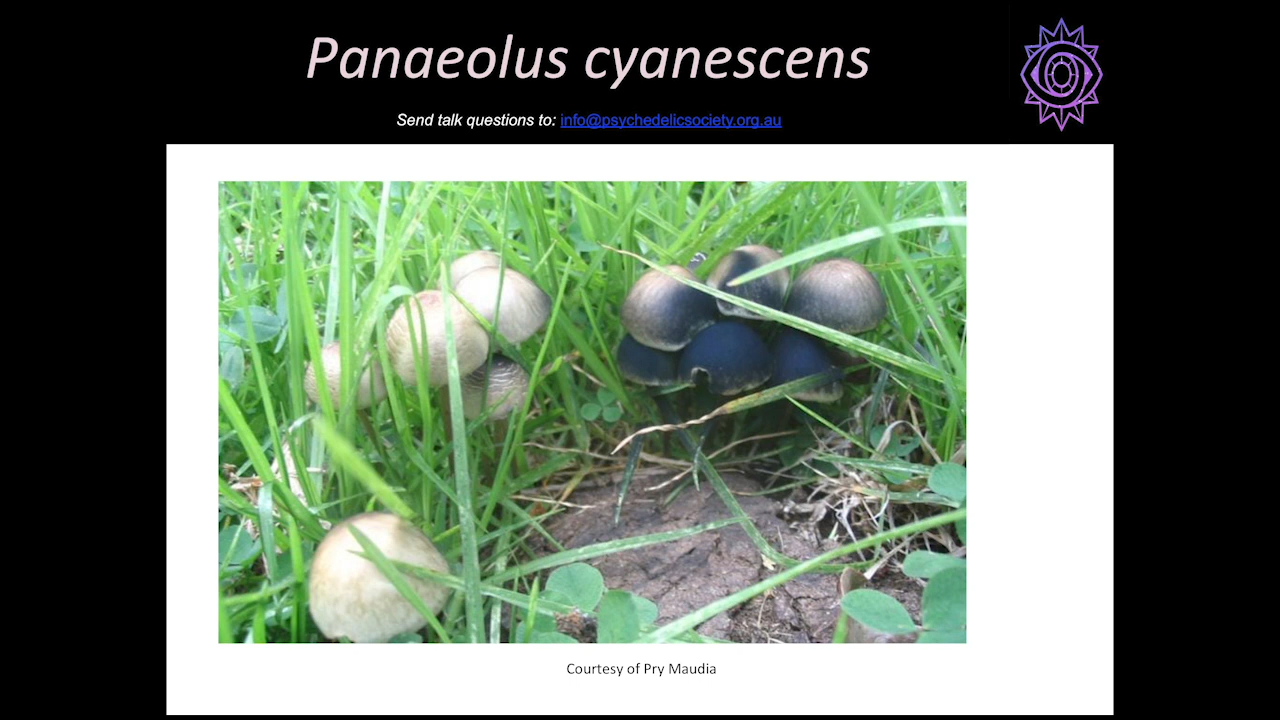 Panaeolus cyanescens
Send talk questions to: info@psychedelicsociety.org.au
Courtesy of Pry Maudia